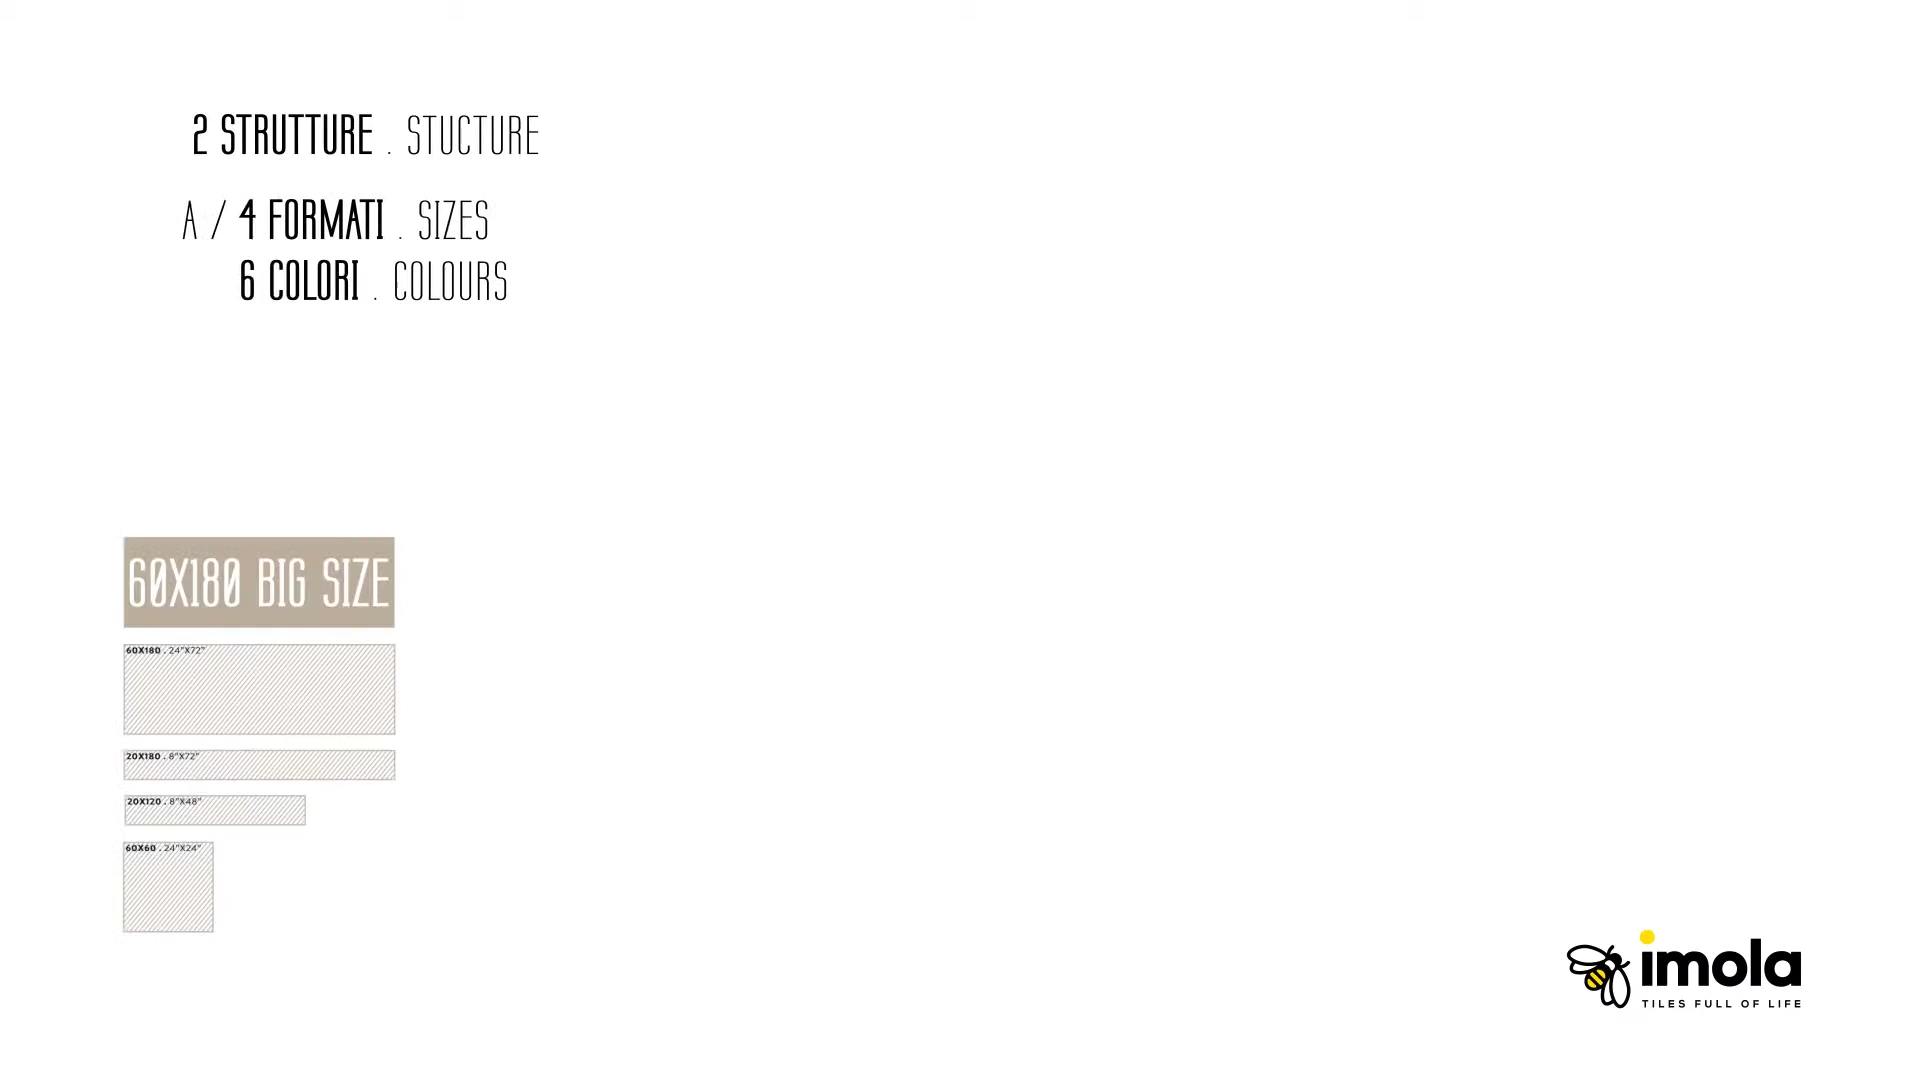 2 STRUTTURE . STUCTURE
A / 4 FORMATI . SIZES
6 COLORI . COLOURS
60X180 BIG SIZE
60X180 . 24"X72"
20X180 . 8"X72"
20X120 . 8"X48"
60X60 . 24"X24"
imola
TILES FULL OF LIFE